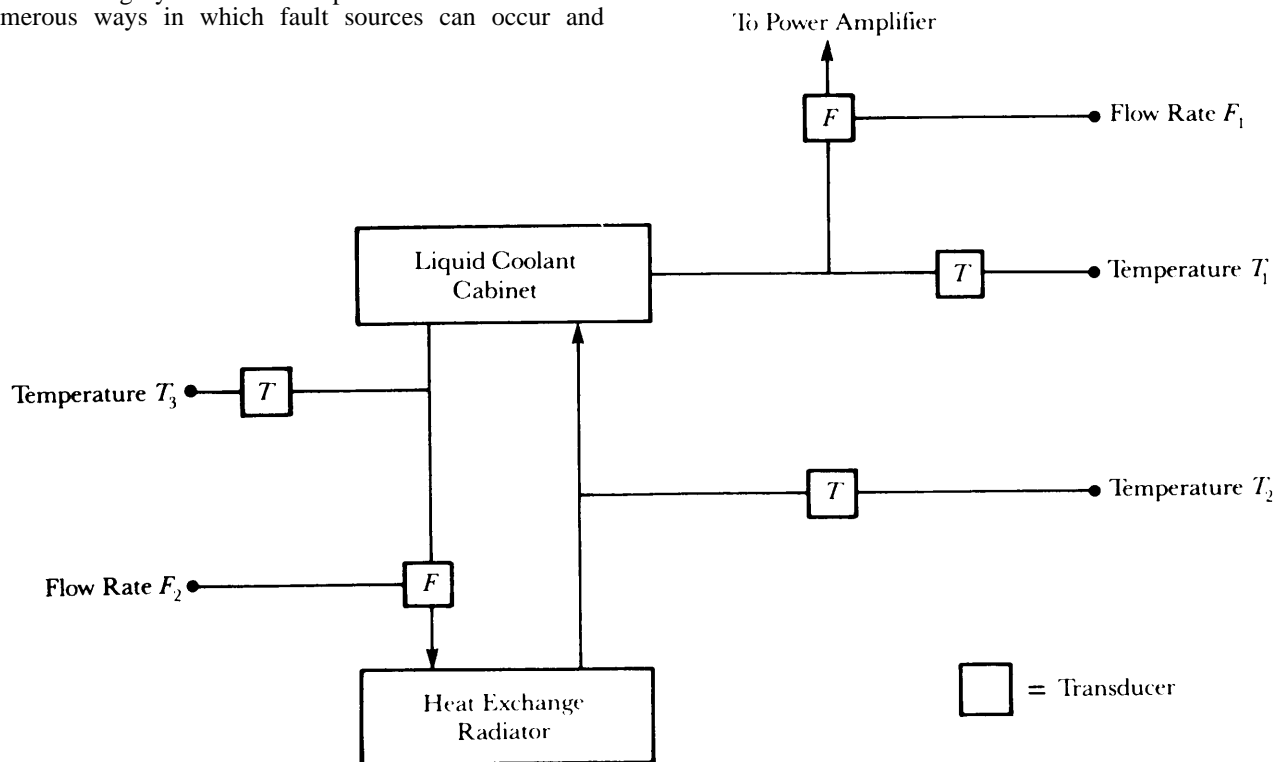 merous ways in which fault sources can occur and
To Power Amplifier
F
Flow Rate F₁
Liquid Coolant
Cabinet
T
Temperature T₁
Temperature T₃
T
T
Temperature T₂
Flow Rate F₂
F
Heat Exchange
Radiator
= Transducer